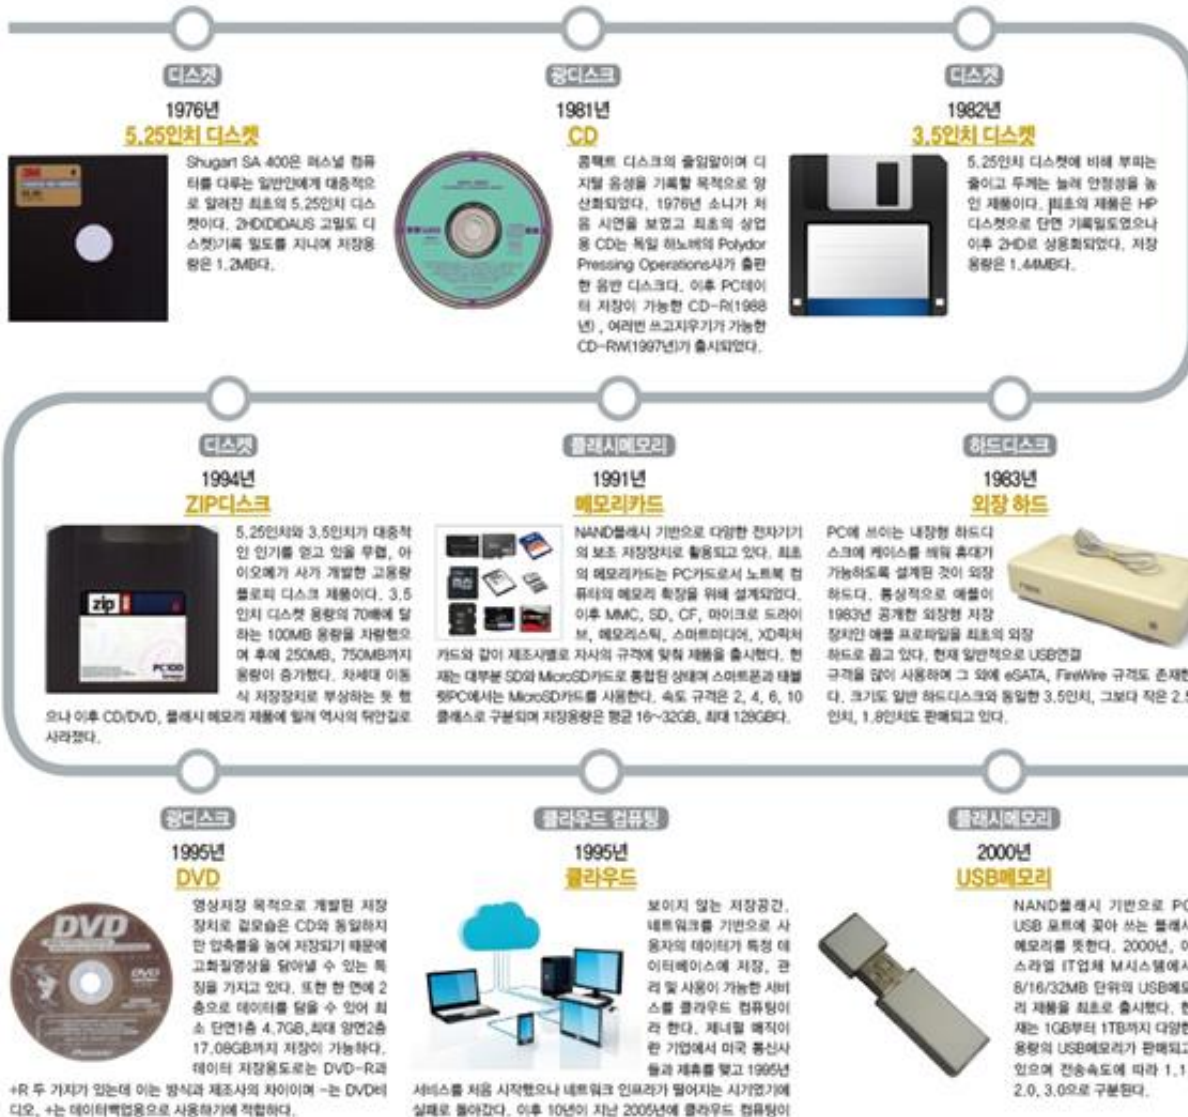 디스켓
1976년
5.25인치 디스켓
Shugart SA 400은 퍼스널 컴퓨
터를 다루는 일반인에게 대중적으
로 알려진 최초의 5.25인치 디스
켓이다. 2HD(DIDAUS 고밀도 디
스켓)기록 밀도를 지니며 저장용
량은 1.2MB다.
광디스크
1981년
CD
콤팩트 디스크의 줄임말이며 디
지털 음성을 기록할 목적으로 양
산화되었다. 1976년 소니가 처
음 시연을 보였고 최초의 상업
용 CD는 독일 하노버의 Polydor
Pressing Operations사가 출판
한 음반 디스크다. 이후 PC데이
터 저장이 가능한 CD-R(1988
년) , 여러번 쓰고지우기가 가능한
CD-RW(1997년)가 출시되었다.
디스켓
1982년
3.5인치 디스켓
5.25인치 디스켓에 비해 부피는
줄이고 두께는 늘려 안정성을 높
인 제품이다. 최초의 제품은 HP
디스켓으로 단면 기록밀도였으나
이후 2HD로 상용화되었다. 저장
용량은 1.44MB다.
디스켓
1994년
ZIP디스크
5.25인치와 3.5인치가 대중적
인 인기를 얻고 있을 무렵, 아
이오메가 사가 개발한 고용량
플로피 디스크 제품이다. 3.5
인치 디스켓 용량의 70배에 달
하는 100MB 용량을 자랑했으
며 후에 250MB, 750MB까지
용량이 증가했다. 차세대 이동
식 저장장치로 부상하는 듯 했
으나 이후 CD/DVD, 플래시 메모리 제품에 밀려 역사의 뒤안길로
사라졌다.
zip
PC100
플래시메모리
1991년
메모리카드
NAND플래시 기반으로 다양한 전자기기
의 보조 저장장치로 활용되고 있다. 최초
의 메모리카드는 PC카드로서 노트북 컴
퓨터의 메모리 확장을 위해 설계되었다.
이후 MMC, SD, CF, 마이크로 드라이
브, 메모리스틱, 스마트미디어, XD픽처
카드와 같이 제조사별로 자사의 규격에 맞춰 제품을 출시했다. 현
재는 대부분 SD와 MicroSD카드로 통합된 상태며 스마트폰과 태블
릿PC에서는 MicroSD카드를 사용한다. 속도 규격은 2, 4, 6, 10
클래스로 구분되며 저장용량은 평균 16~32GB, 최대 128GB다.
하드디스크
1983년
외장 하드
PC에 쓰이는 내장형 하드디
스크에 케이스를 씌워 휴대가
가능하도록 설계된 것이 외장
하드다. 통상적으로 애플이
1983년 공개한 외장형 저장
장치인 애플 프로파일을 최초의 외장
하드로 꼽고 있다. 현재 일반적으로 USB연결
규격을 많이 사용하며 그 외에 eSATA, FireWire 규격도 존재한
다. 크기도 일반 하드디스크와 동일한 3.5인치, 그보다 작은 2.5
인치, 1.8인치도 판매되고 있다.
광디스크
1995년
DVD
영상저장 목적으로 개발된 저장
장치로 겉모습은 CD와 동일하지
만 압축률을 높여 저장되기 때문에
고화질영상을 담아낼 수 있는 특
징을 가지고 있다. 또한 한 면에 2
층으로 데이터를 담을 수 있어 최
소 단면1층 4.7GB, 최대 양면2층
17.08GB까지 저장이 가능하다.
데이터 저장용도로는 DVD-R과
+R 두 가지가 있는데 이는 방식과 제조사의 차이이며 -는 DVD비
디오, +는 데이터백업용으로 사용하기에 적합하다.
DVD
클라우드 컴퓨팅
1995년
클라우드
보이지 않는 저장공간,
네트워크를 기반으로 사
용자의 데이터가 특정 데
이터베이스에 저장, 관
리 및 사용이 가능한 서비
스를 클라우드 컴퓨팅이
라 한다. 제너럴 매직이
란 기업에서 미국 통신사
들과 제휴를 맺고 1995년
서비스를 처음 시작했으나 네트워크 인프라가 떨어지는 시기였기에
실패로 돌아갔다. 이후 10년이 지난 2005년에 클라우드 컴퓨팅이
플래시메모리
2000년
USB메모리
NAND플래시 기반으로 PC
USB 포트에 꽂아 쓰는 플래시
메모리를 뜻한다. 2000년, 이
스라엘 IT업체 M시스템에서
8/16/32MB 단위의 USB메모
리 제품을 최초로 출시했다. 현
재는 1GB부터 1TB까지 다양한
용량의 USB메모리가 판매되고
있으며 전송속도에 따라 1.1,
2.0, 3.0으로 구분된다.